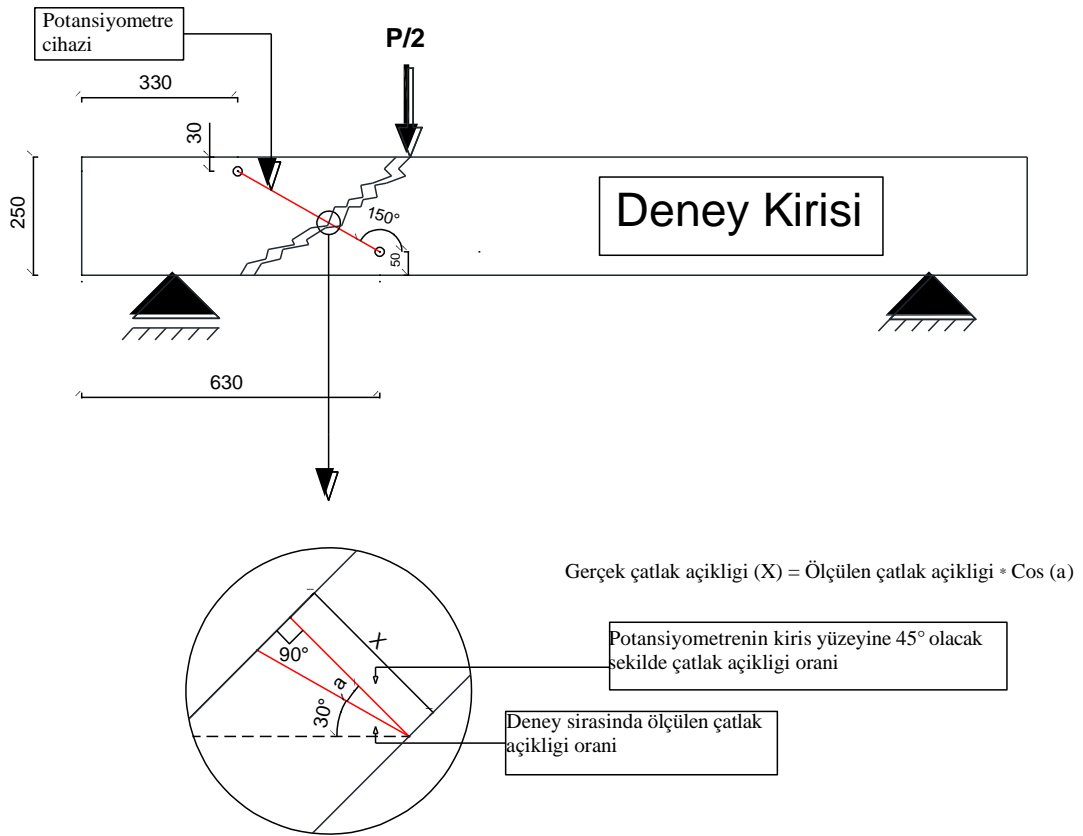 Potansiyometre
cihazi
P/2
330
30
250
150°
50
Deney Kirisi
630
Gerçek çatlak açikligi (X) = Ölçülen çatlak açikligi * Cos (a)
X
90°
a
30°
Potansiyometrenin kiris yüzeyine 45° olacak
sekilde çatlak açikligi orani
Deney sirasinda ölçülen çatlak
açikligi orani